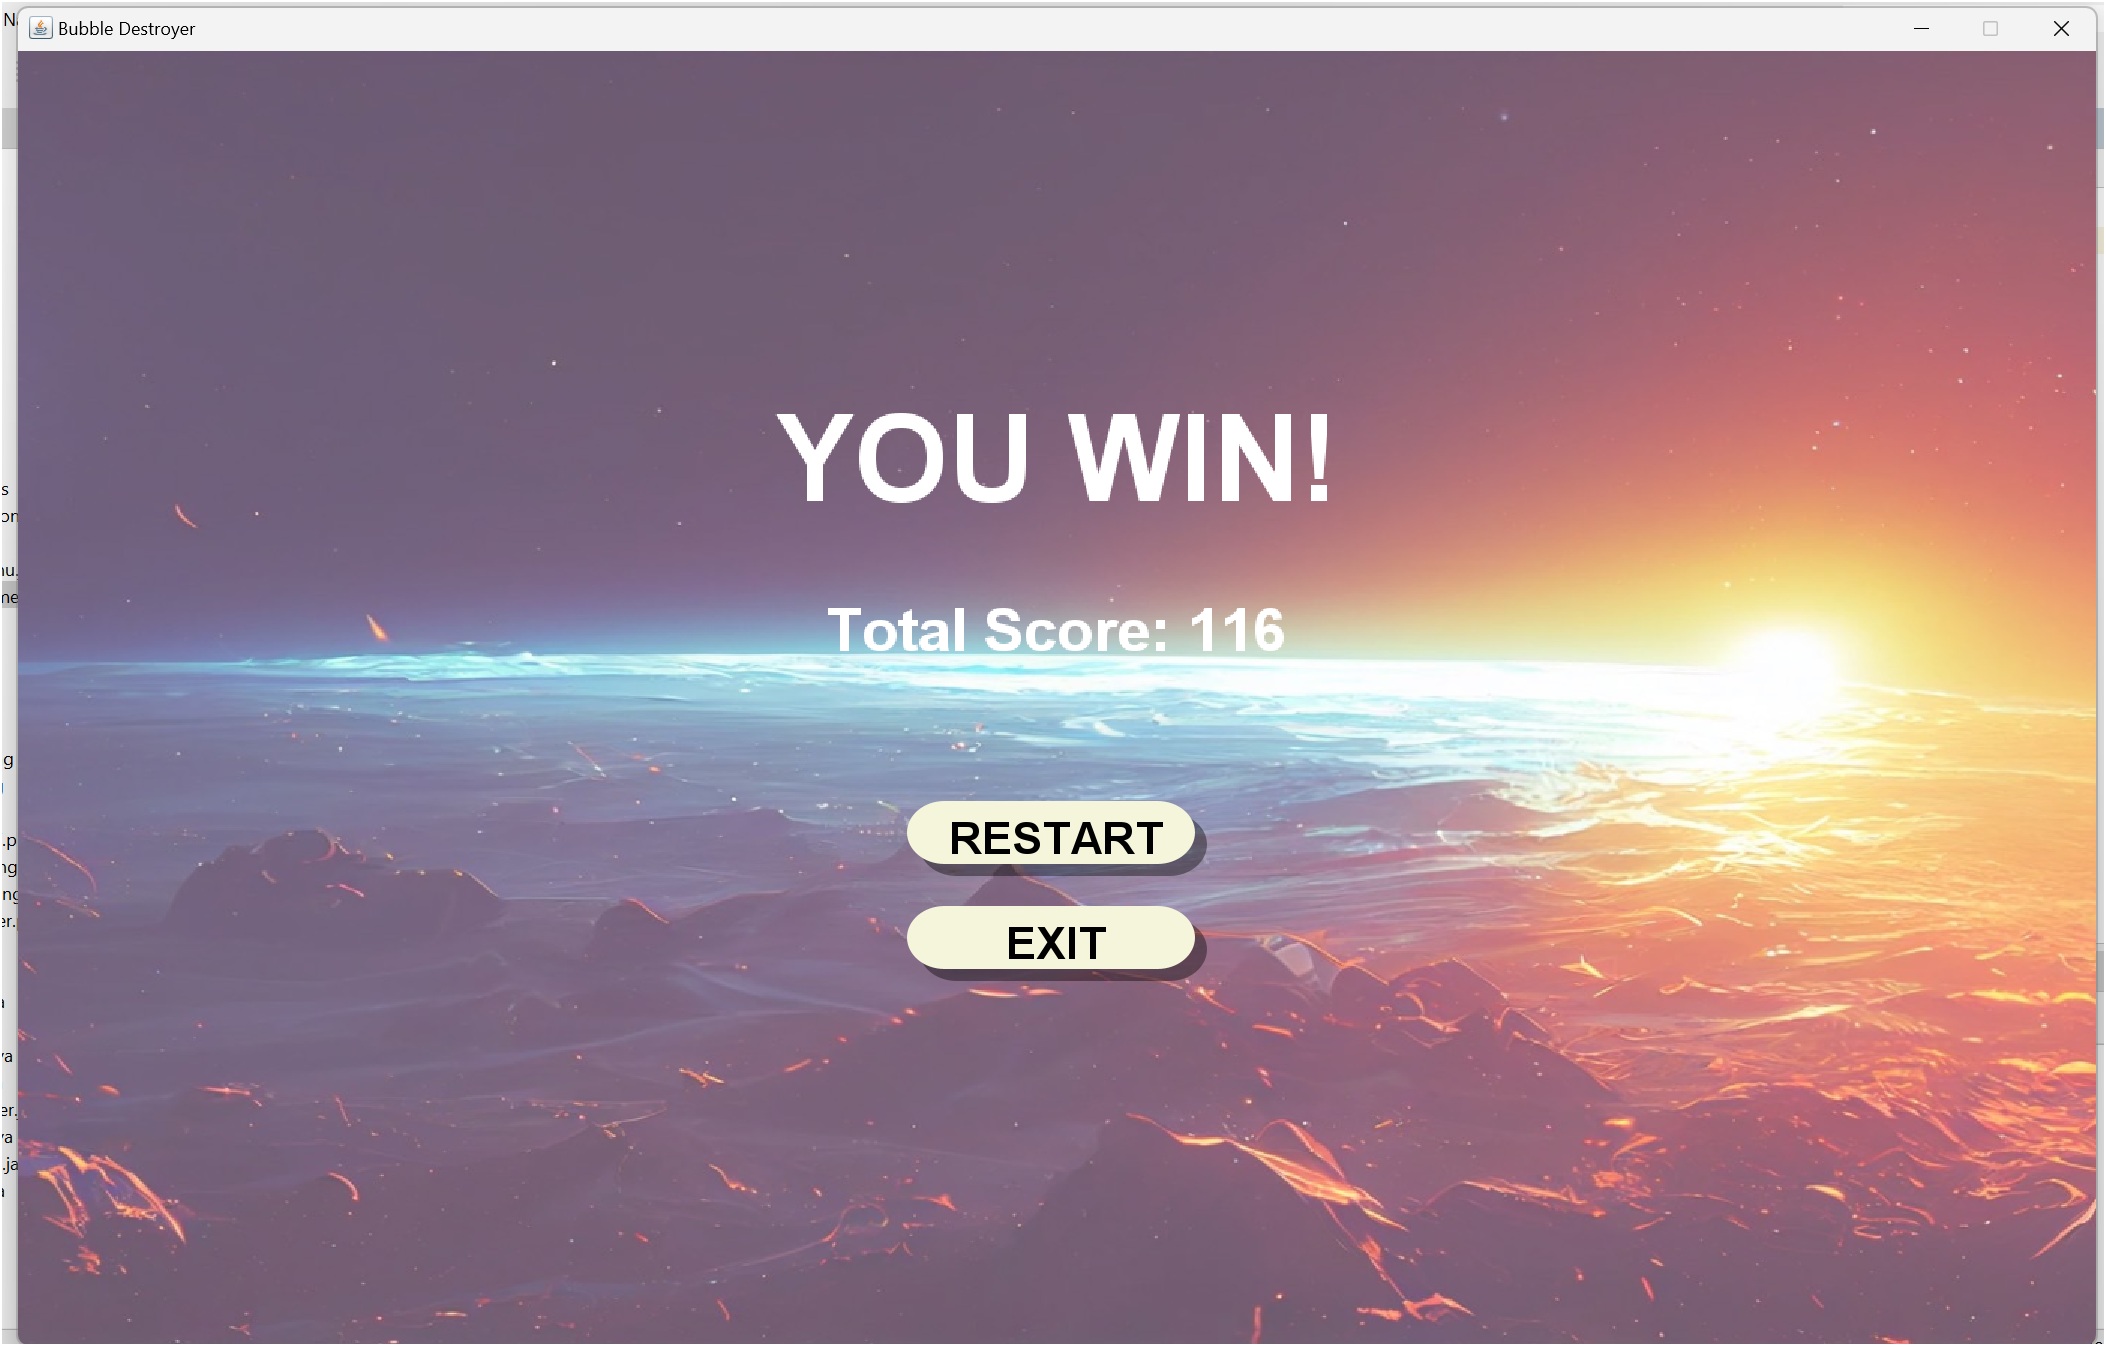 Bubble Destroyer
YOU WIN!
Total Score: 116
RESTART
EXIT